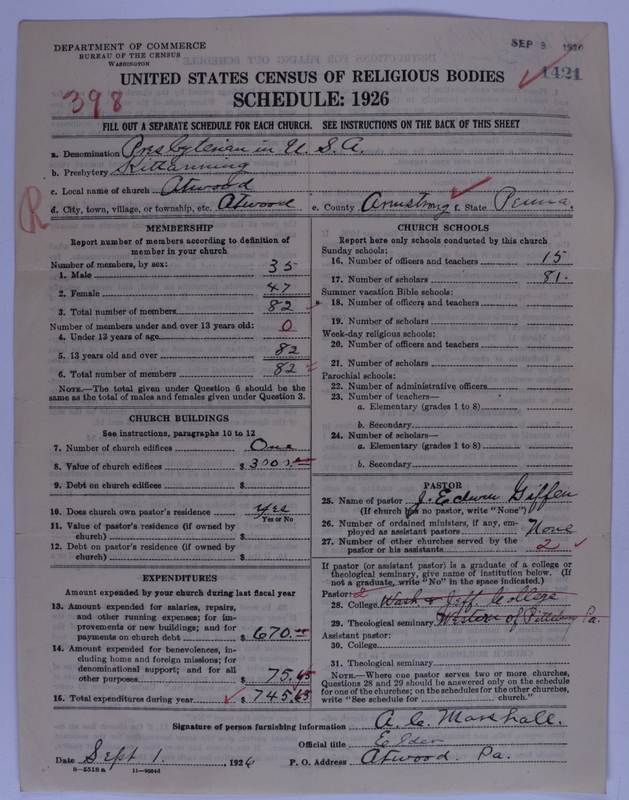 DEPARTMENT OF COMMERCE
BUREAU OF THE CENSUS
WASHINGTON
SEP 3 1926
1421
398
UNITED STATES CENSUS OF RELIGIOUS BODIES
SCHEDULE: 1926
FILL OUT A SEPARATE SCHEDULE FOR EACH CHURCH. SEE INSTRUCTIONS ON THE BACK OF THIS SHEET
a. Denomination Presbyterian in U. S. A.
b. Presbytery Kittanning
c. Local name of church Atwood
d. City, town, village, or township, etc. Atwood e. County Armstrong f. State Penna.
R
MEMBERSHIP
Report number of members according to definition of
member in your church
Number of members, by sex:
1. Male 35
2. Female 47
3. Total number of members 82
Number of members under and over 13 years old:
4. Under 13 years of age 0
5. 13 years old and over 82
6. Total number of members 82
NOTE.—The total given under Question 6 should be the
same as the total of males and females given under Question 3.
CHURCH BUILDINGS
See instructions, paragraphs 10 to 12
7. Number of church edifices One
8. Value of church edifices $ 3000.00
9. Debt on church edifices $
10. Does church own pastor's residence? Yes
Yes or No
11. Value of pastor's residence (if owned by
church) $
12. Debt on pastor's residence (if owned by
church) $
EXPENDITURES
Amount expended by your church during last fiscal year
13. Amount expended for salaries, repairs,
and other running expenses; for im-
provements or new buildings; and for
payments on church debt $ 670.00
14. Amount expended for benevolences, in-
cluding home and foreign missions; for
denominational support; and for all
other purposes $ 75.65
15. Total expenditures during year $ 745.65
CHURCH SCHOOLS
Report here only schools conducted by this church
Sunday schools:
16. Number of officers and teachers 15
17. Number of scholars 81.
Summer vacation Bible schools:
18. Number of officers and teachers
19. Number of scholars
Week-day religious schools:
20. Number of officers and teachers
21. Number of scholars
Parochial schools:
22. Number of administrative officers
23. Number of teachers—
a. Elementary (grades 1 to 8)
b. Secondary
24. Number of scholars—
a. Elementary (grades 1 to 8)
b. Secondary
PASTOR
25. Name of pastor J. Edwin Giffen
(If church has no pastor, write "None")
26. Number of ordained ministers, if any, em-
ployed as assistant pastors None
27. Number of other churches served by the
pastor or his assistants 2
If pastor (or assistant pastor) is a graduate of a college or
theological seminary, give name of institution below. (If
not a graduate, write "No" in the space indicated.)
Pastor: 2
28. College Wash & Jeff. College
29. Theological seminary Western of Pittsburg Pa.
Assistant pastor:
30. College
31. Theological seminary
NOTE.—Where one pastor serves two or more churches,
Questions 28 and 29 should be answered only on the schedule
for one of the churches; on the schedules for the other churches,
write "See schedule for church."
Signature of person furnishing information A. C. Marshall.
Official title Elder
Date Sept 1. , 1926 P. O. Address Atwood. Pa.
8—5518 a